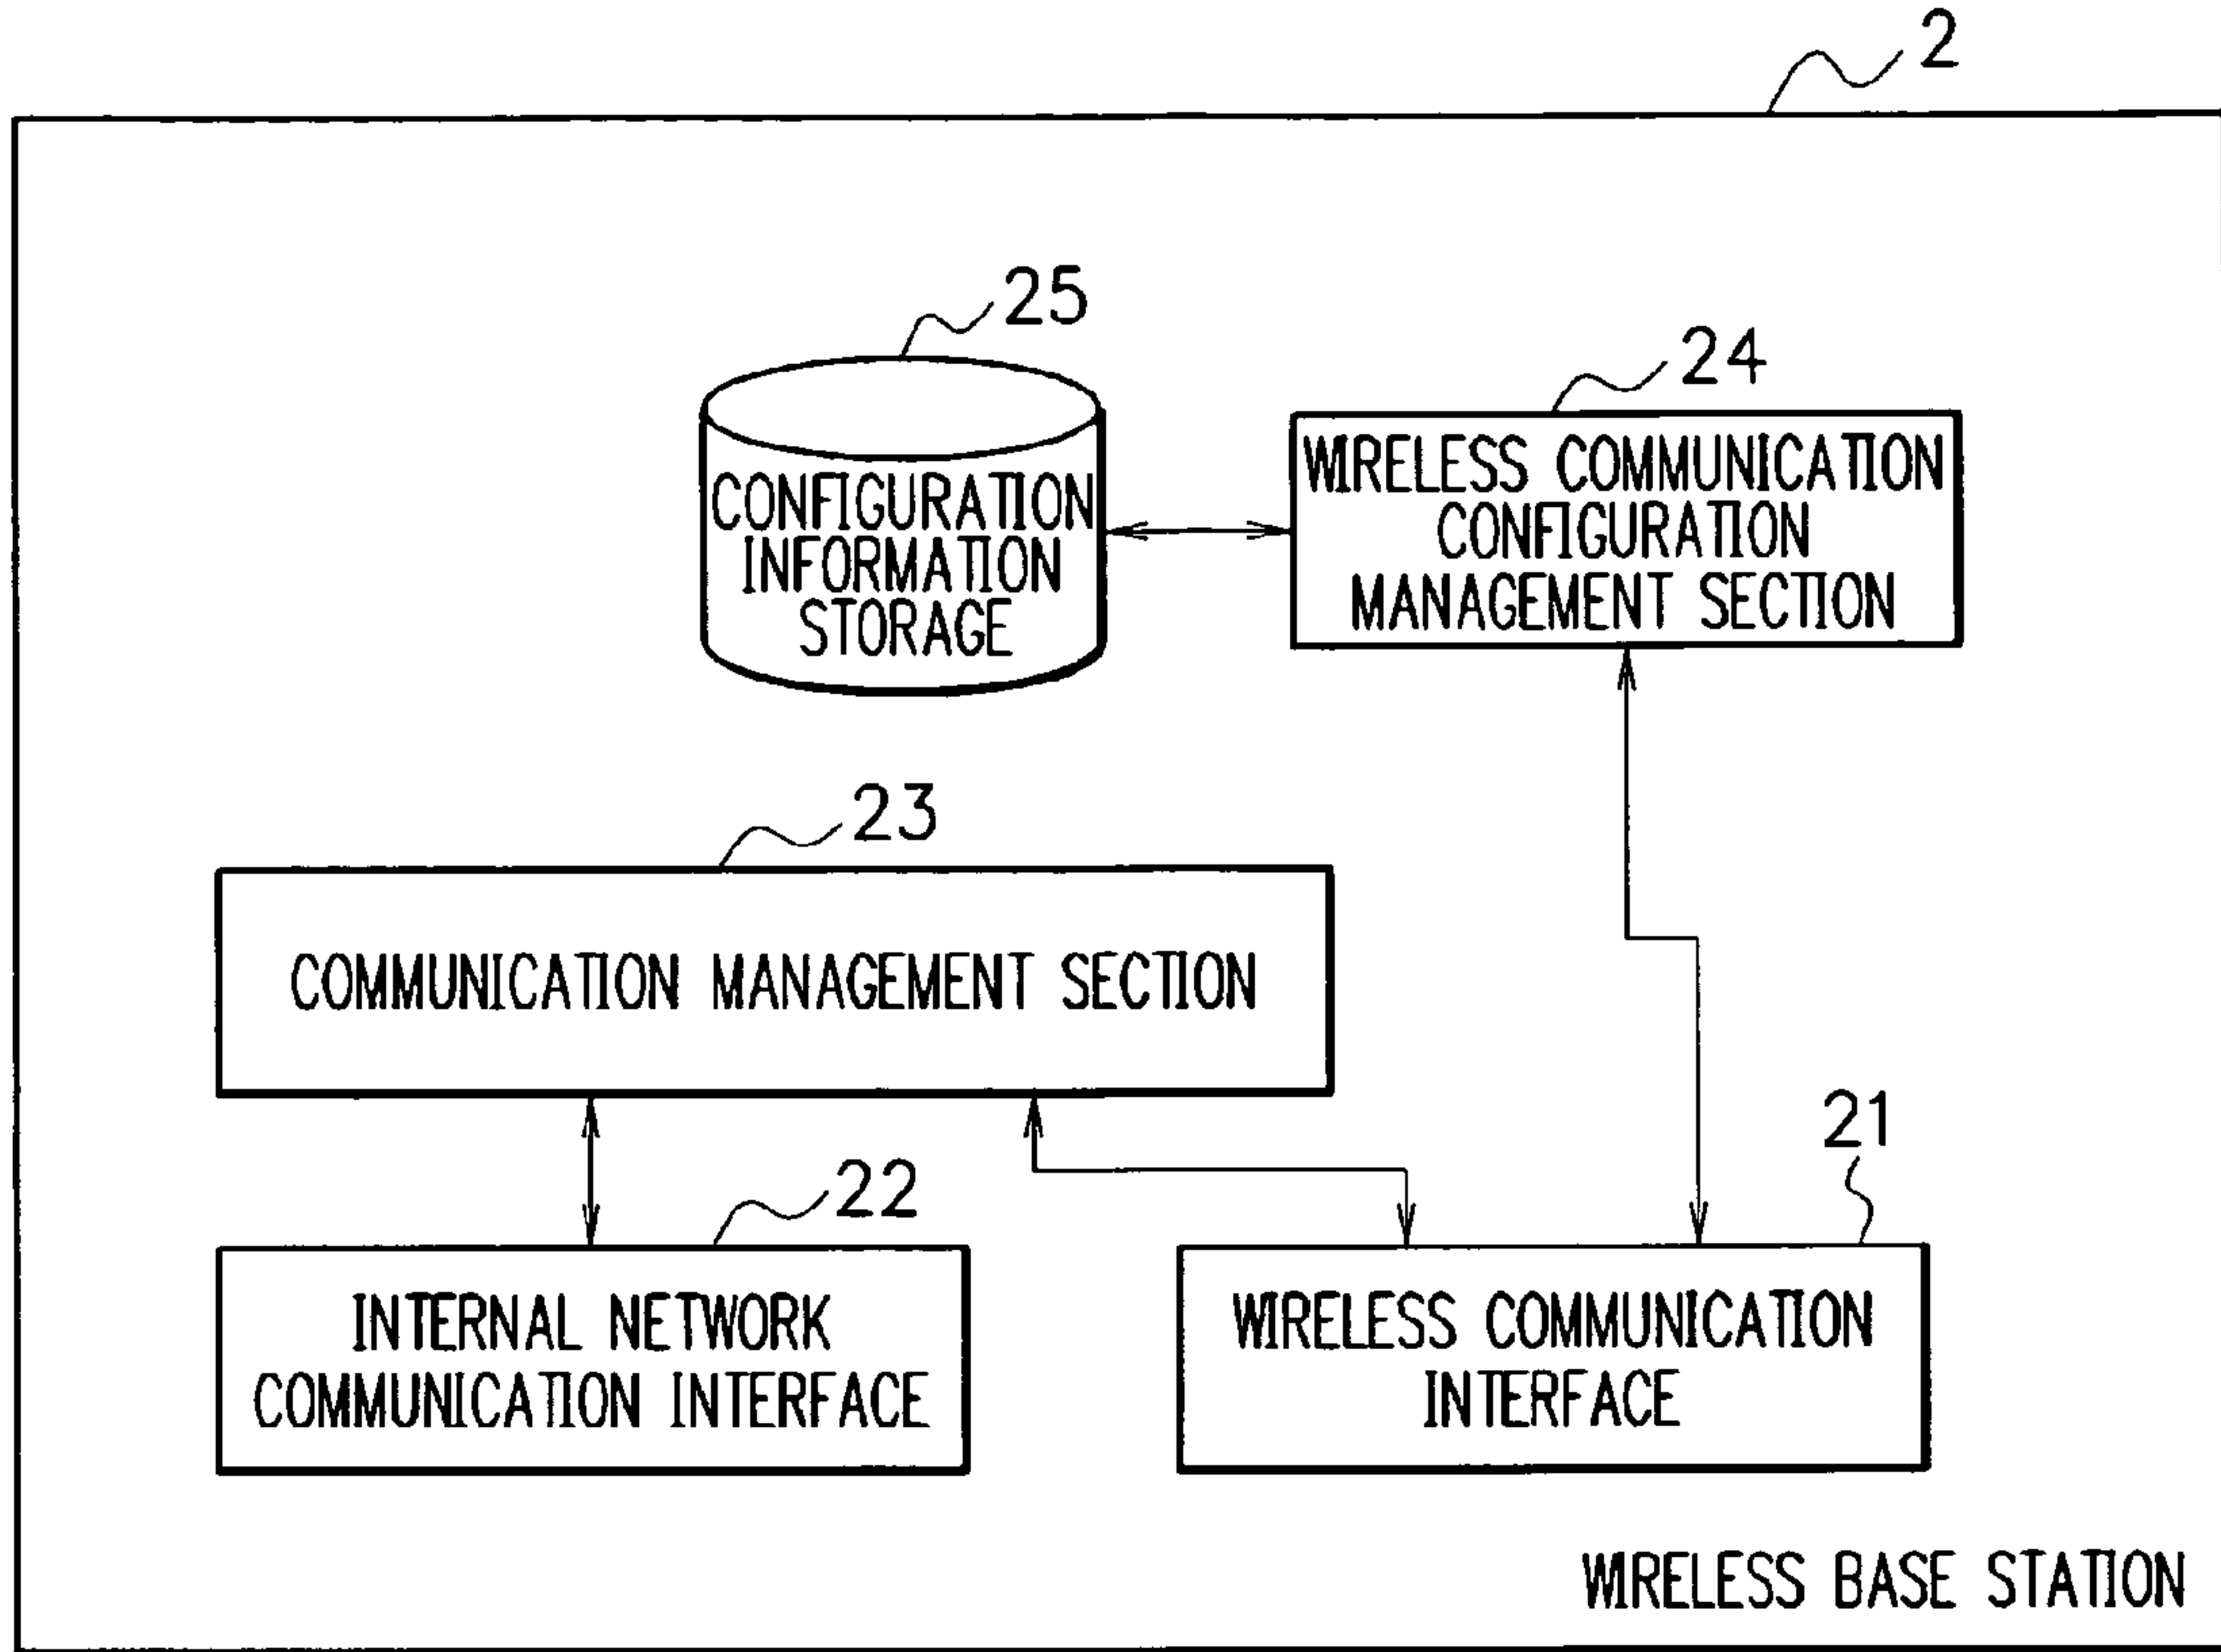 2
25
CONFIGURATION
INFORMATION
STORAGE
24
WIRELESS COMMUNICATION
CONFIGURATION
MANAGEMENT SECTION
23
COMMUNICATION MANAGEMENT SECTION
22
INTERNAL NETWORK
COMMUNICATION INTERFACE
21
WIRELESS COMMUNICATION
INTERFACE
WIRELESS BASE STATION